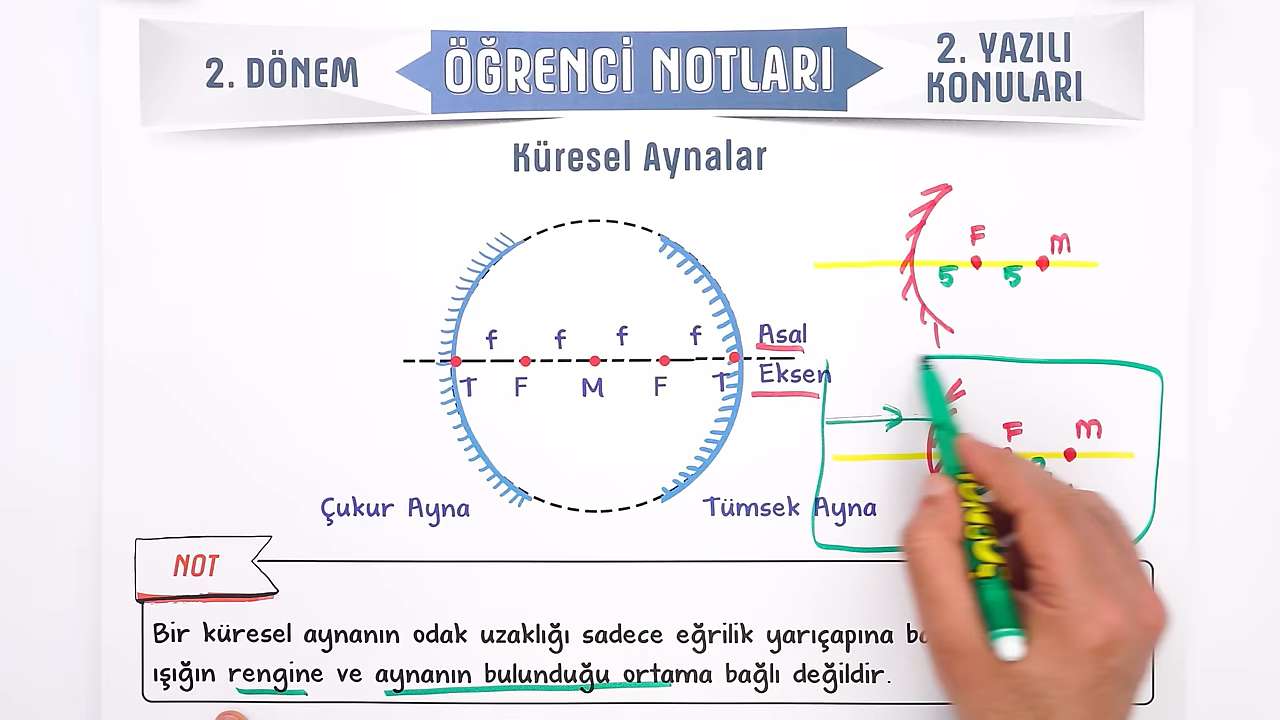 2. DÖNEM
ÖĞRENCİ NOTLARI
2. YAZILI
KONULARI
Küresel Aynalar
F
M
5
5
f
f
f
f
Asal
T
F
M
F
T
Eksen
F
M
Çukur Ayna
Tümsek Ayna
NOT
Bir küresel aynanın odak uzaklığı sadece eğrilik yarıçapına
ışığın rengine ve aynanın bulunduğu ortama bağlı değildir.